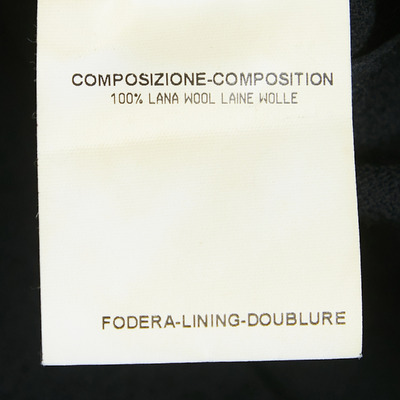 COMPOSIZIONE-COMPOSITION
100% LANA WOOL LAINE WOLLE
FODERA-LINING-DOUBLURE